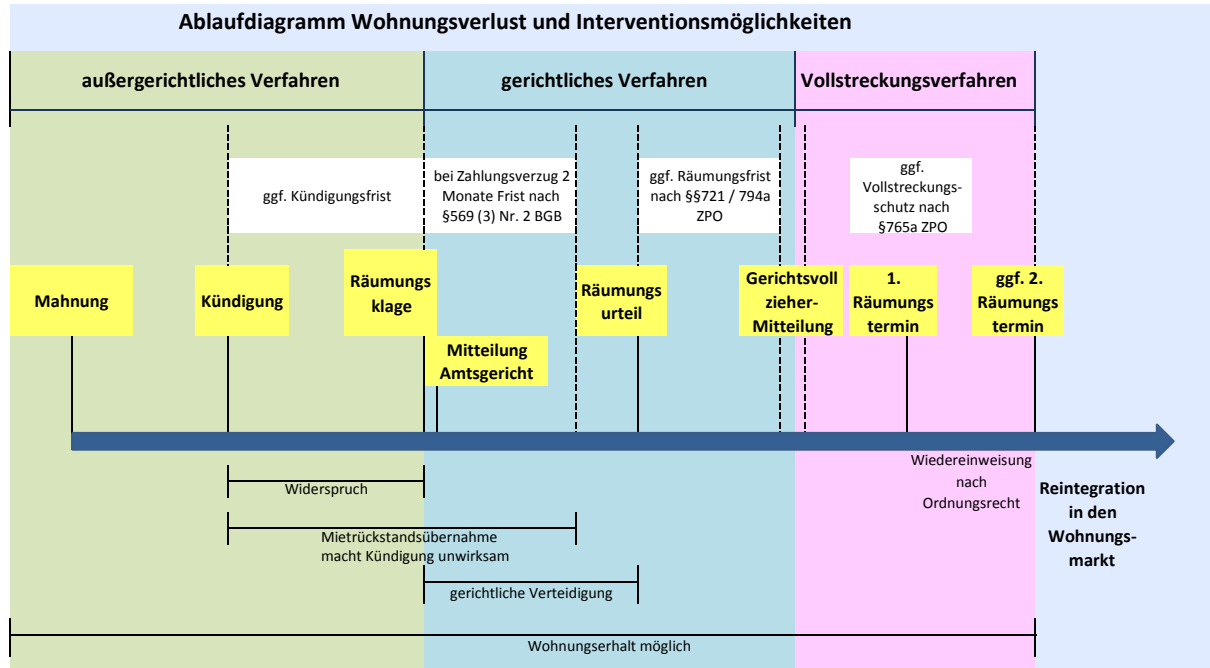 Ablaufdiagramm Wohnungsverlust und Interventionsmöglichkeiten
außergerichtliches Verfahren
gerichtliches Verfahren
Vollstreckungsverfahren
ggf. Kündigungsfrist
bei Zahlungsverzug 2
Monate Frist nach
§569 (3) Nr. 2 BGB
ggf. Räumungsfrist
nach §§721 / 794a
ZPO
ggf.
Vollstreckungs-
schutz nach
§765a ZPO
Mahnung
Kündigung
Räumungs
klage
Mitteilung
Amtsgericht
Räumungs
urteil
Gerichtsvoll
zieher-
Mitteilung
1.
Räumungs
termin
ggf. 2.
Räumungs
termin
Widerspruch
Mietrückstandsübernahme
macht Kündigung unwirksam
gerichtliche Verteidigung
Wiedereinweisung
nach
Ordnungsrecht
Reintegration
in den
Wohnungs-
markt
Wohnungserhalt möglich